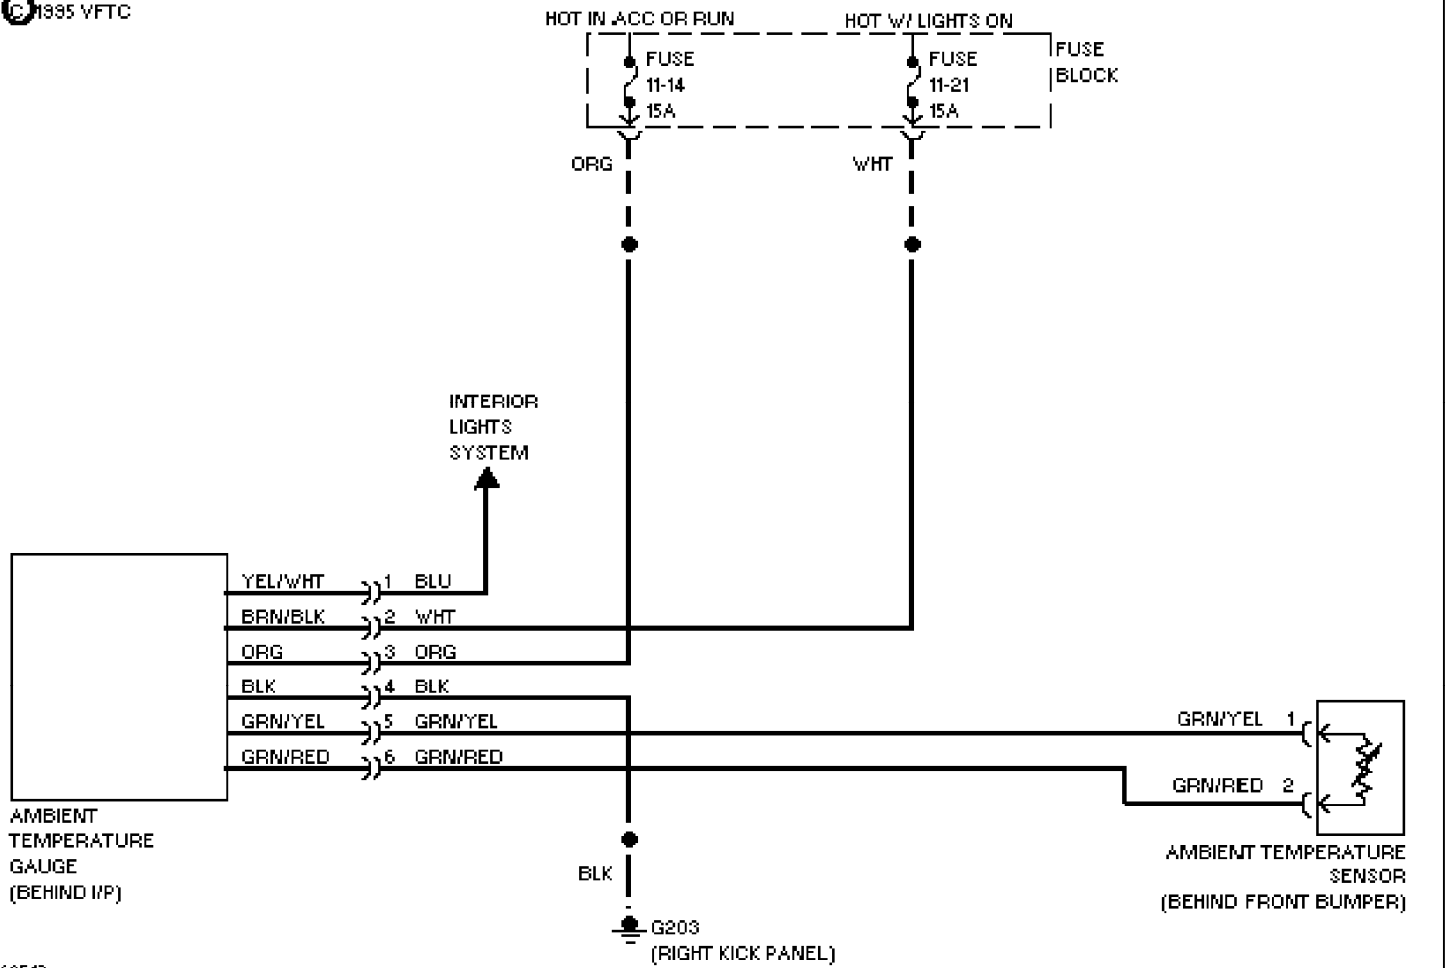 © 1995 VFTC
HOT IN ACC OR RUN
HOT W/ LIGHTS ON
FUSE
11-14
15A
FUSE
11-21
15A
FUSE
BLOCK
ORG
WHT
INTERIOR
LIGHTS
SYSTEM
YEL/WHT 1 BLU
BRN/BLK 2 WHT
ORG 3 ORG
BLK 4 BLK
GRN/YEL 5 GRN/YEL
GRN/RED 6 GRN/RED
GRN/YEL 1
GRN/RED 2
AMBIENT
TEMPERATURE
GAUGE
(BEHIND I/P)
AMBIENT TEMPERATURE
SENSOR
(BEHIND FRONT BUMPER)
BLK
G203
(RIGHT KICK PANEL)